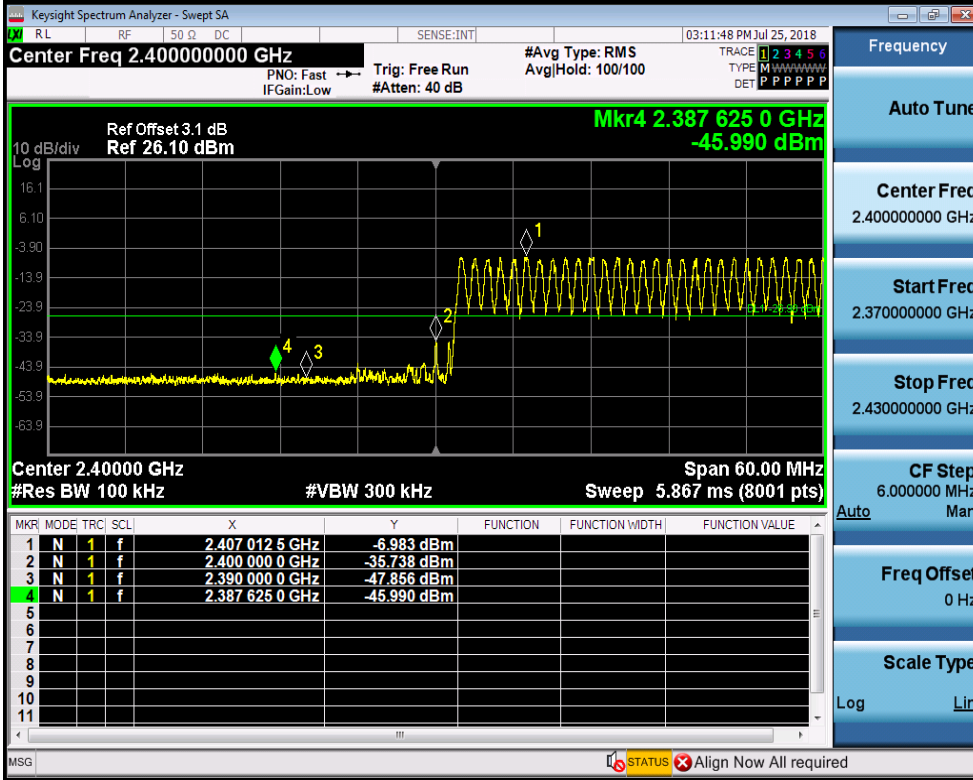 Keysight Spectrum Analyzer - Swept SA
LXI RL RF 50 Ω DC SENSE:INT 03:11:48 PM Jul 25, 2018
Center Freq 2.400000000 GHz
#Avg Type: RMS
TRACE 1 2 3 4 5 6
PNO: Fast
Trig: Free Run
Avg|Hold: 100/100
TYPE M WWWWW
IFGain:Low
#Atten: 40 dB
DET P P P P P P
Mkr4 2.387 625 0 GHz
-45.990 dBm
Ref Offset 3.1 dB
10 dB/div Ref 26.10 dBm
Log
16.1
6.10
-3.90
-13.9
-23.9
-33.9
-43.9
-53.9
-63.9
1
2
3
4
Center 2.40000 GHz Span 60.00 MHz
#Res BW 100 kHz #VBW 300 kHz Sweep 5.867 ms (8001 pts)
MKR MODE TRC SCL X Y FUNCTION FUNCTION WIDTH FUNCTION VALUE
1 N 1 f 2.407 012 5 GHz -6.983 dBm
2 N 1 f 2.400 000 0 GHz -35.738 dBm
3 N 1 f 2.390 000 0 GHz -47.856 dBm
4 N 1 f 2.387 625 0 GHz -45.990 dBm
5
6
7
8
9
10
11
MSG STATUS Align Now All required
Frequency
Auto Tune
Center Freq
2.400000000 GHz
Start Freq
2.370000000 GHz
Stop Freq
2.430000000 GHz
CF Step
6.000000 MHz
Auto Man
Freq Offset
0 Hz
Scale Type
Log Lin